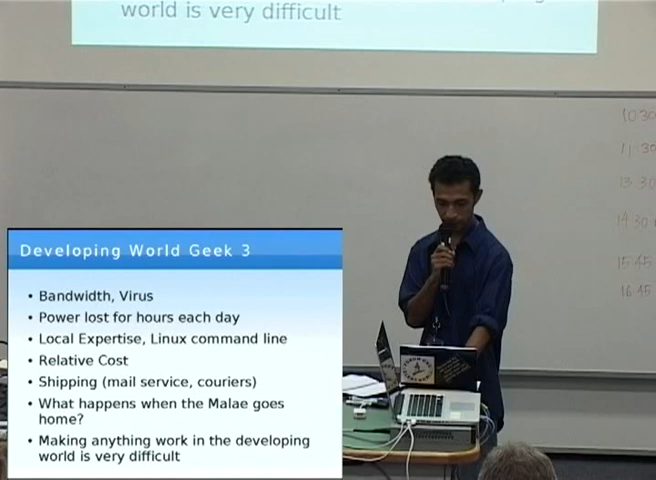 world is very difficult
10:30
11:30
13 30
14 30
15:45
16:45
Developing World Geek 3
• Bandwidth, Virus
• Power lost for hours each day
• Local Expertise, Linux command line
• Relative Cost
• Shipping (mail service, couriers)
• What happens when the Malae goes
home?
• Making anything work in the developing
world is very difficult